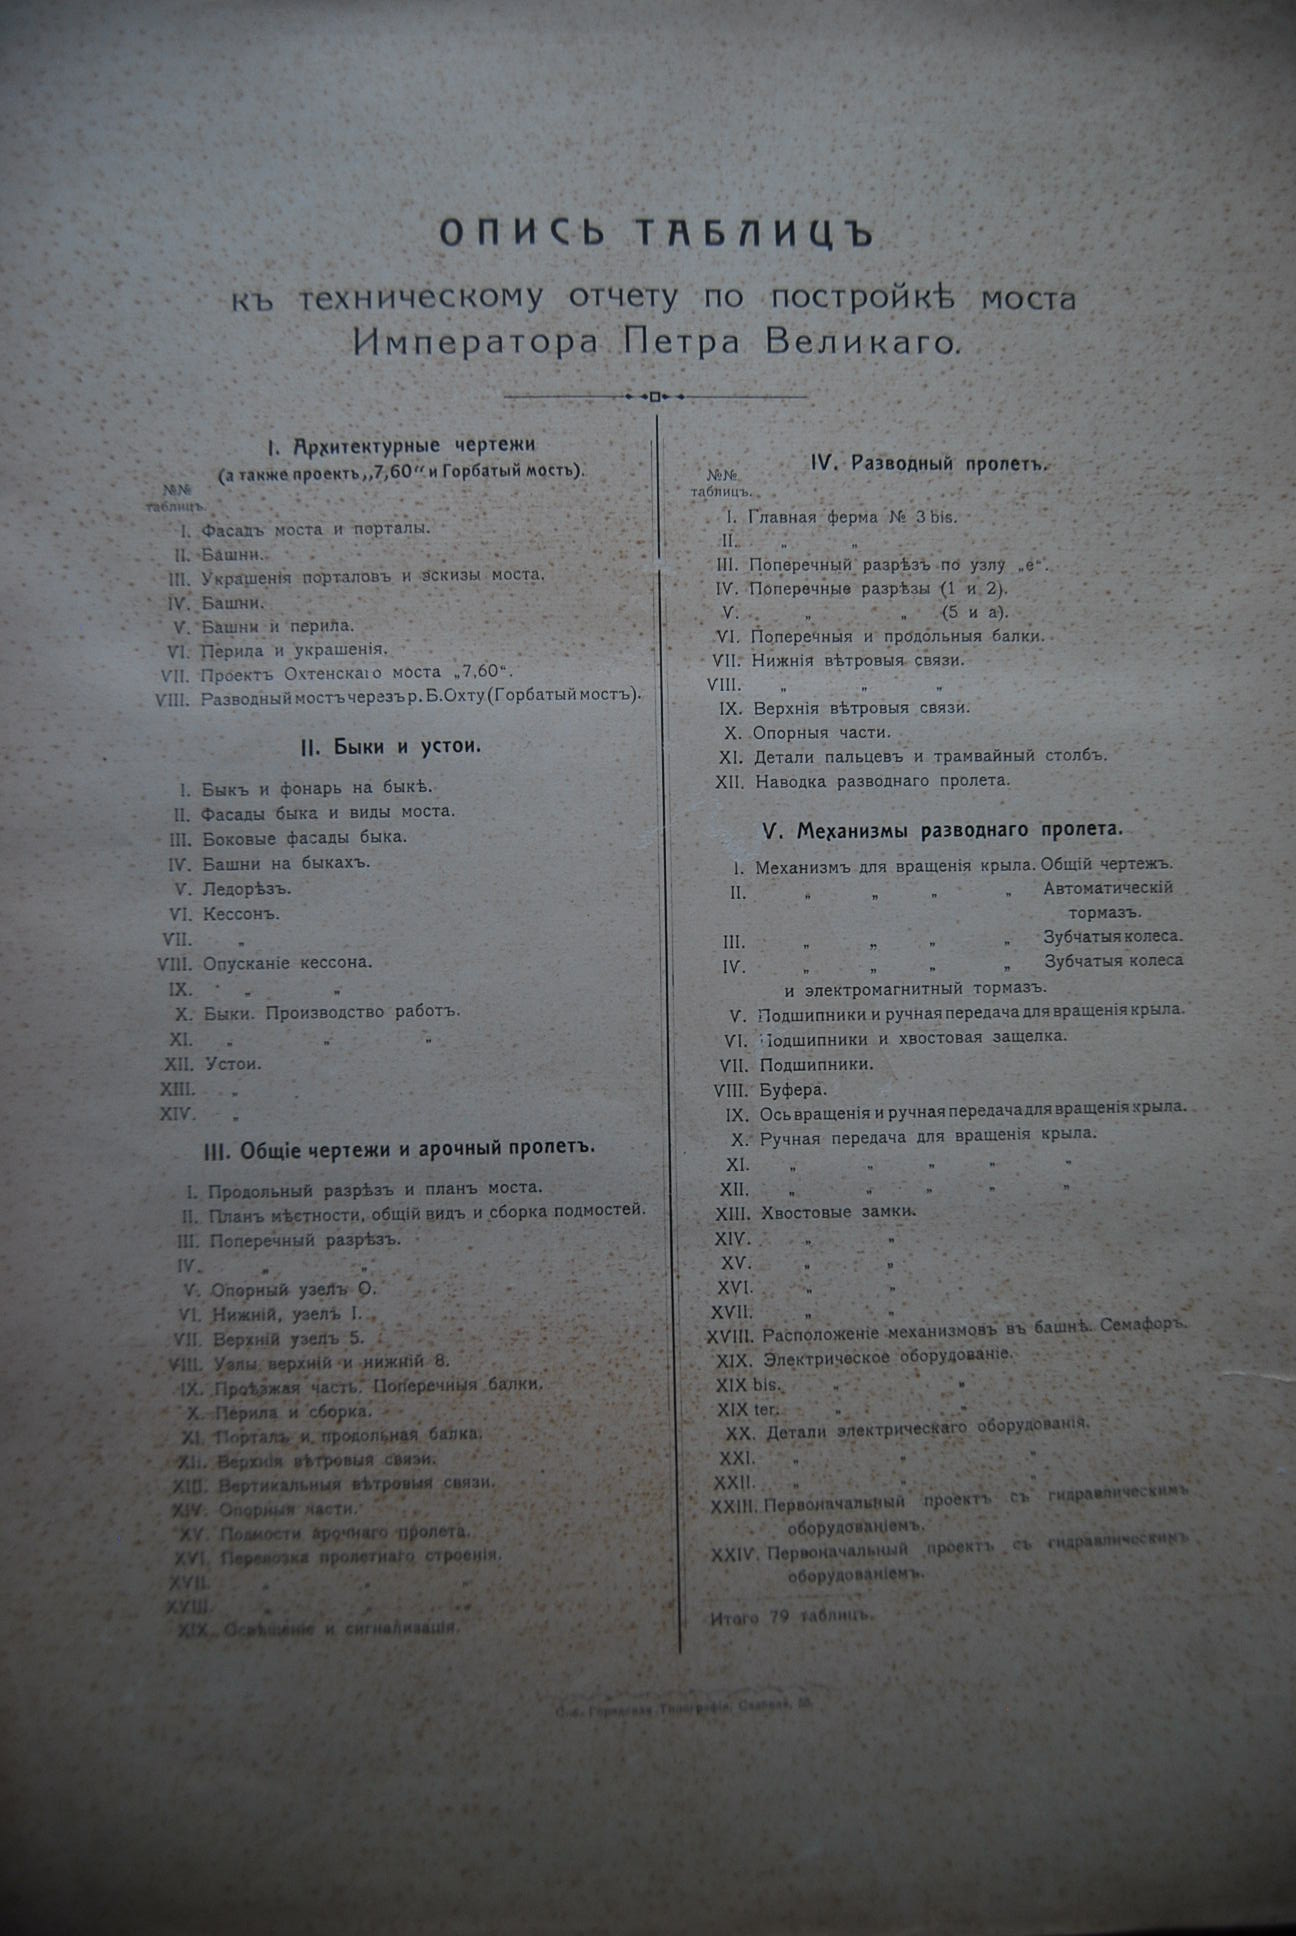 ОПИСЬ ТАБЛИЦЪ
къ техническому отчету по постройкѣ моста
Императора Петра Великаго.
I. Архитектурные чертежи
(а также проектъ „7,60“ и Горбатый мостъ).
№№
таблицъ.
I. Фасадъ моста и порталы.
II. Башни.
III. Украшенія порталовъ и эскизы моста.
IV. Башни.
V. Башни и перила.
VI. Перила и украшенія.
VII. Проектъ Охтенскаго моста „7,60“.
VIII. Разводный мостъ черезъ р. Б. Охту (Горбатый мостъ).
II. Быки и устои.
I. Быкъ и фонарь на быкѣ.
II. Фасады быка и виды моста.
III. Боковые фасады быка.
IV. Башни на быкахъ.
V. Ледорѣзъ.
VI. Кессонъ.
VII. „
VIII. Опусканіе кессона.
IX. „ „
X. Быки. Производство работъ.
XI. „ „ „
XII. Устои.
XIII. „
XIV. „
III. Общіе чертежи и арочный пролетъ.
I. Продольный разрѣзъ и планъ моста.
II. Планъ мѣстности, общій видъ и сборка подмостей.
III. Поперечный разрѣзъ.
IV. „ „
V. Опорный узелъ О.
VI. Нижній, узелъ I.
VII. Верхній узелъ 5.
VIII. Узлы верхній и нижній 8.
IX. Проѣзжая часть. Поперечныя балки.
X. Перила и сборка.
XI. Порталъ и продольная балка.
XII. Верхнія вѣтровыя связи.
XIII. Вертикальныя вѣтровыя связи.
XIV. Опорныя части.
XV. Подмости арочнаго пролета.
XVI. Перевозка пролетнаго строенія.
XVII. „ „ „
XVIII. „ „ „
XIX. Освѣщеніе и сигнализація.
IV. Разводный пролетъ.
№№
таблицъ.
I. Главная ферма № 3 bis.
II. „ „
III. Поперечный разрѣзъ по узлу „е“.
IV. Поперечные разрѣзы (1 и 2).
V. „ „ (5 и а).
VI. Поперечныя и продольныя балки.
VII. Нижнія вѣтровыя связи.
VIII. „ „ „
IX. Верхнія вѣтровыя связи.
X. Опорныя части.
XI. Детали пальцевъ и трамвайный столбъ.
XII. Наводка разводнаго пролета.
V. Механизмы разводнаго пролета.
I. Механизмъ для вращенія крыла. Общій чертежъ.
II. „ „ „ „ Автоматическій
тормазъ.
III. „ „ „ „ Зубчатыя колеса.
IV. „ „ „ „ Зубчатыя колеса
и электромагнитный тормазъ.
V. Подшипники и ручная передача для вращенія крыла.
VI. Подшипники и хвостовая защелка.
VII. Подшипники.
VIII. Буфера.
IX. Ось вращенія и ручная передача для вращенія крыла.
X. Ручная передача для вращенія крыла.
XI. „ „ „ „ „
XII. „ „ „ „ „
XIII. Хвостовые замки.
XIV. „ „
XV. „ „
XVI. „ „
XVII. „ „
XVIII. Расположеніе механизмовъ въ башнѣ. Семафоръ.
XIX. Электрическое оборудованіе.
XIX bis. „ „
XIX ter. „ „
XX. Детали электрическаго оборудованія.
XXI. „ „ „
XXII. „ „ „
XXIII. Первоначальный проектъ съ гидравлическимъ
оборудованіемъ.
XXIV. Первоначальный проектъ съ гидравлическимъ
оборудованіемъ.
Итого 79 таблицъ.
Городская Типографія, Садовая,